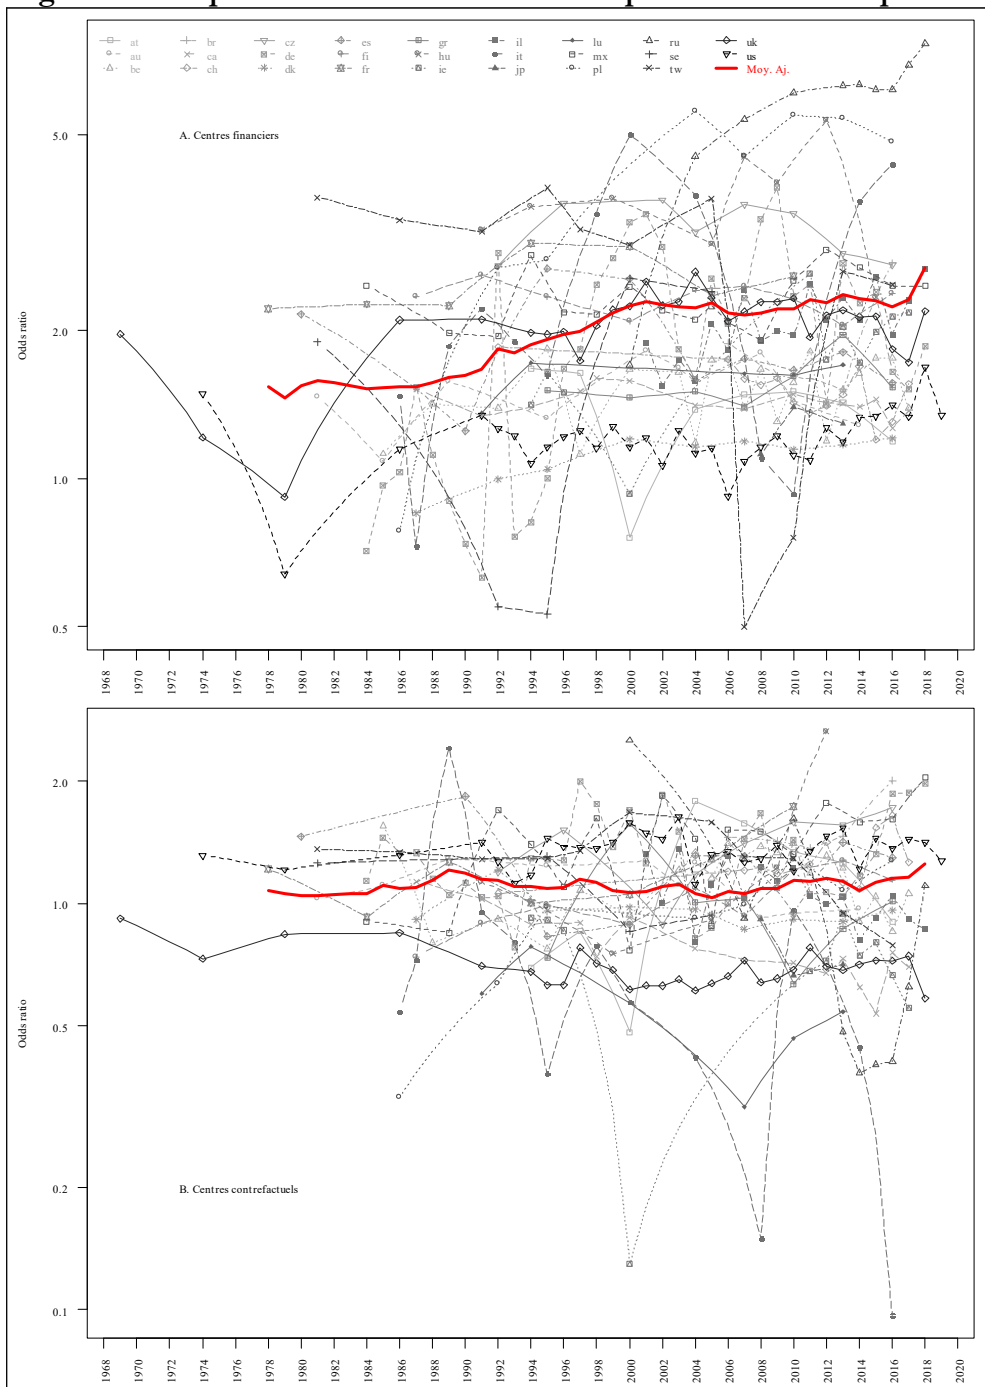 at br cz es gr il lu ru uk
au ca de fi hu it mx se us
be ch dk fr ie jp pl tw Moy. Aj.
A. Centres financiers
Odds ratio
5.0
2.0
1.0
0.5
1968 1970 1972 1974 1976 1978 1980 1982 1984 1986 1988 1990 1992 1994 1996 1998 2000 2002 2004 2006 2008 2010 2012 2014 2016 2018 2020
Odds ratio
2.0
1.0
0.5
0.2
0.1
B. Centres contrefactuels
1968 1970 1972 1974 1976 1978 1980 1982 1984 1986 1988 1990 1992 1994 1996 1998 2000 2002 2004 2006 2008 2010 2012 2014 2016 2018 2020